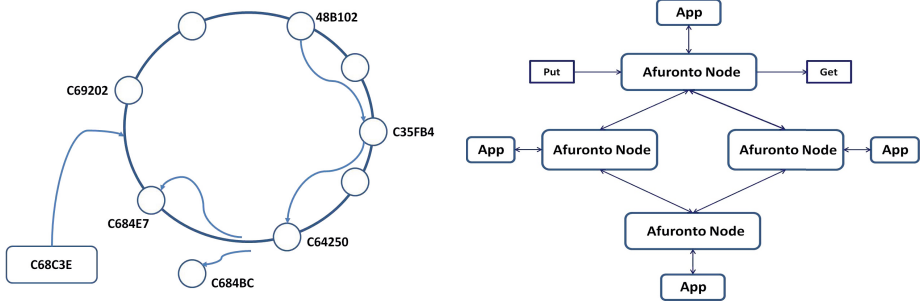 48B102
C69202
C35FB4
C684E7
C64250
C68C3E
C684BC
App
Put
Afuronto Node
Get
App
Afuronto Node
Afuronto Node
App
Afuronto Node
App